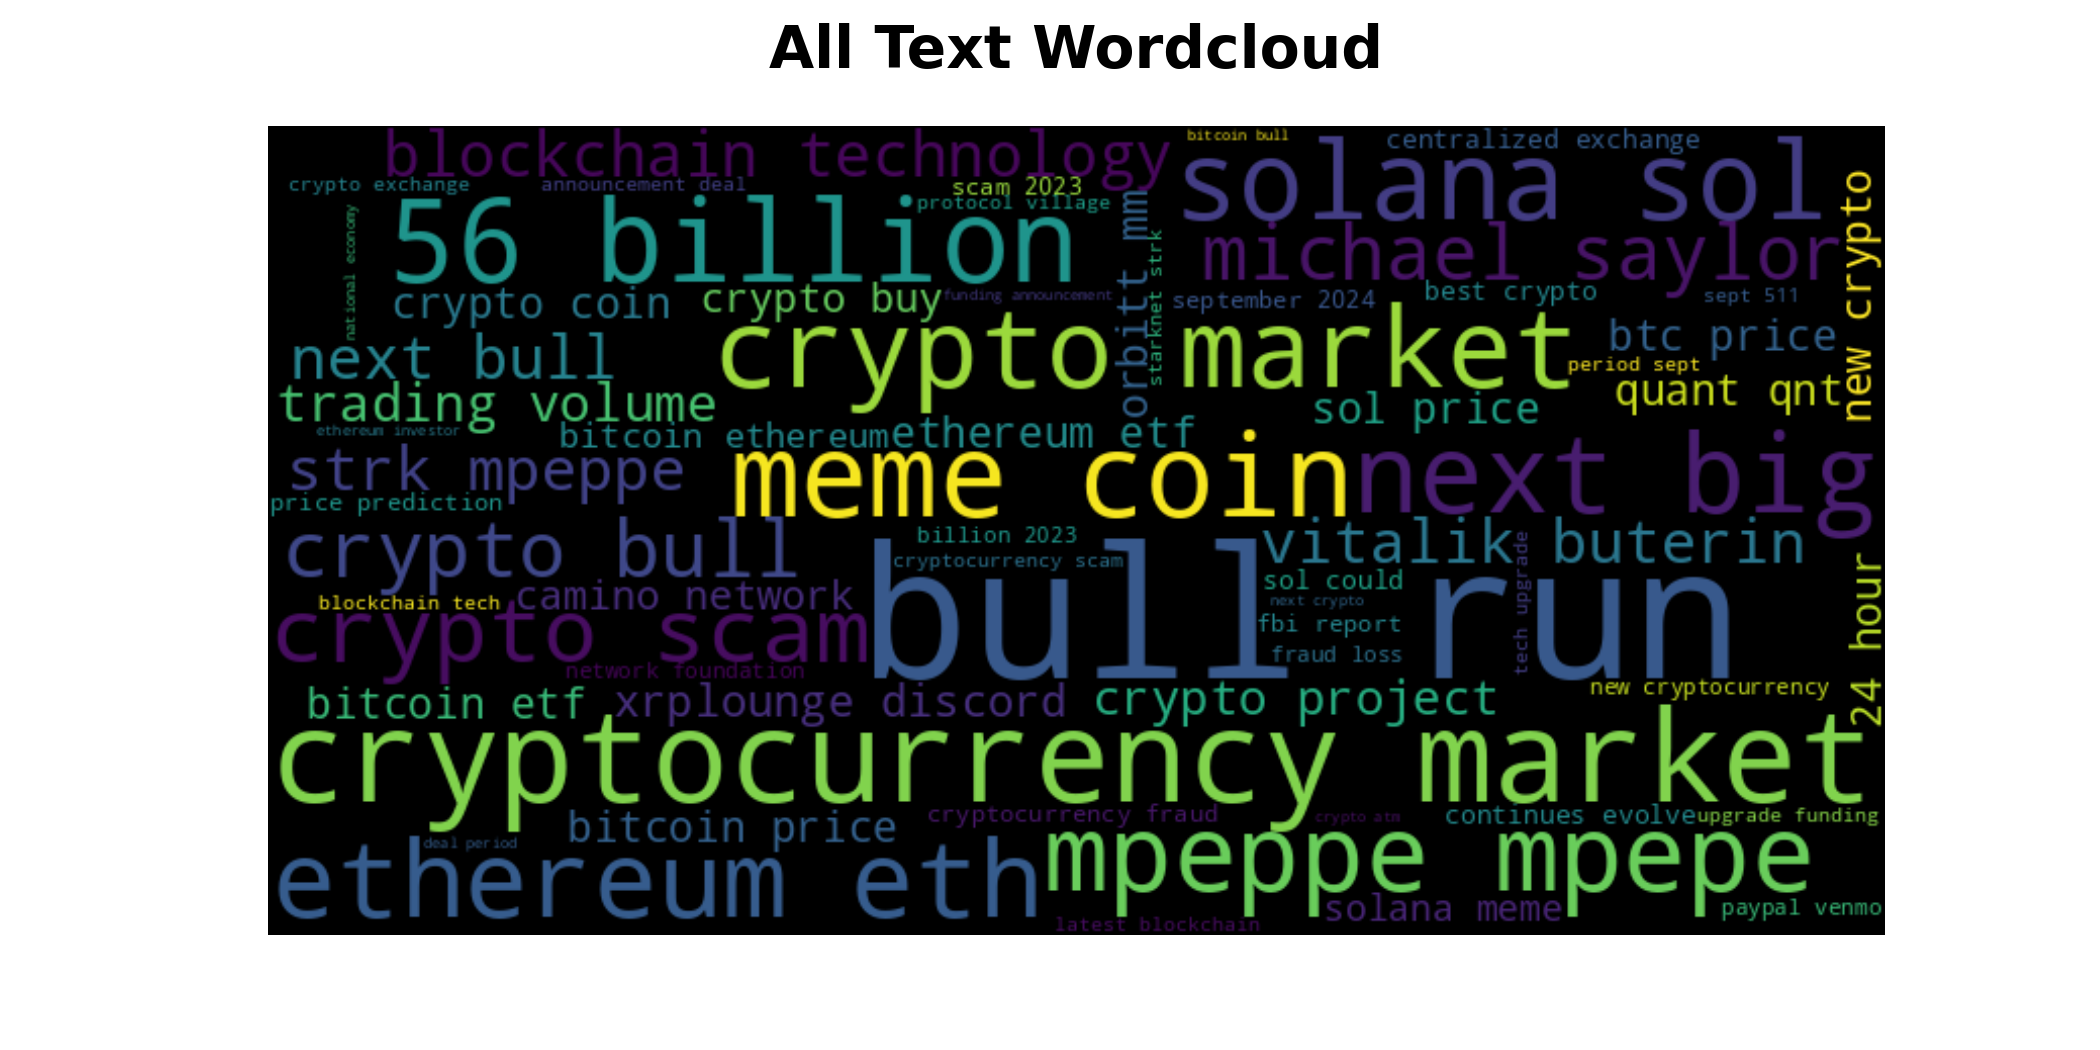 All Text Wordcloud
blockchain technology
bitcoin bull
centralized exchange
solana sol
crypto exchange
announcement deal
scam 2023
protocol village
56 billion
national economy
orbitt mm
starknet strk
michael saylor
new crypto
crypto coin
crypto buy
funding announcement
september 2024
best crypto
sept 511
crypto market
btc price
next bull
period sept
quant qnt
trading volume
sol price
ethereum investor
bitcoin ethereum
ethereum etf
strk mpeppe
meme coin
next big
price prediction
crypto bull
billion 2023
cryptocurrency scam
vitalik buterin
bull run
tech upgrade
sol could
next crypto
fbi report
fraud loss
24 hour
blockchain tech
camino network
crypto scam
network foundation
bitcoin etf
xrplounge discord
crypto project
new cryptocurrency
cryptocurrency market
bitcoin price
cryptocurrency fraud
crypto atm
continues evolve
upgrade funding
deal period
ethereum eth
mpeppe mpepe
solana meme
paypal venmo
latest blockchain